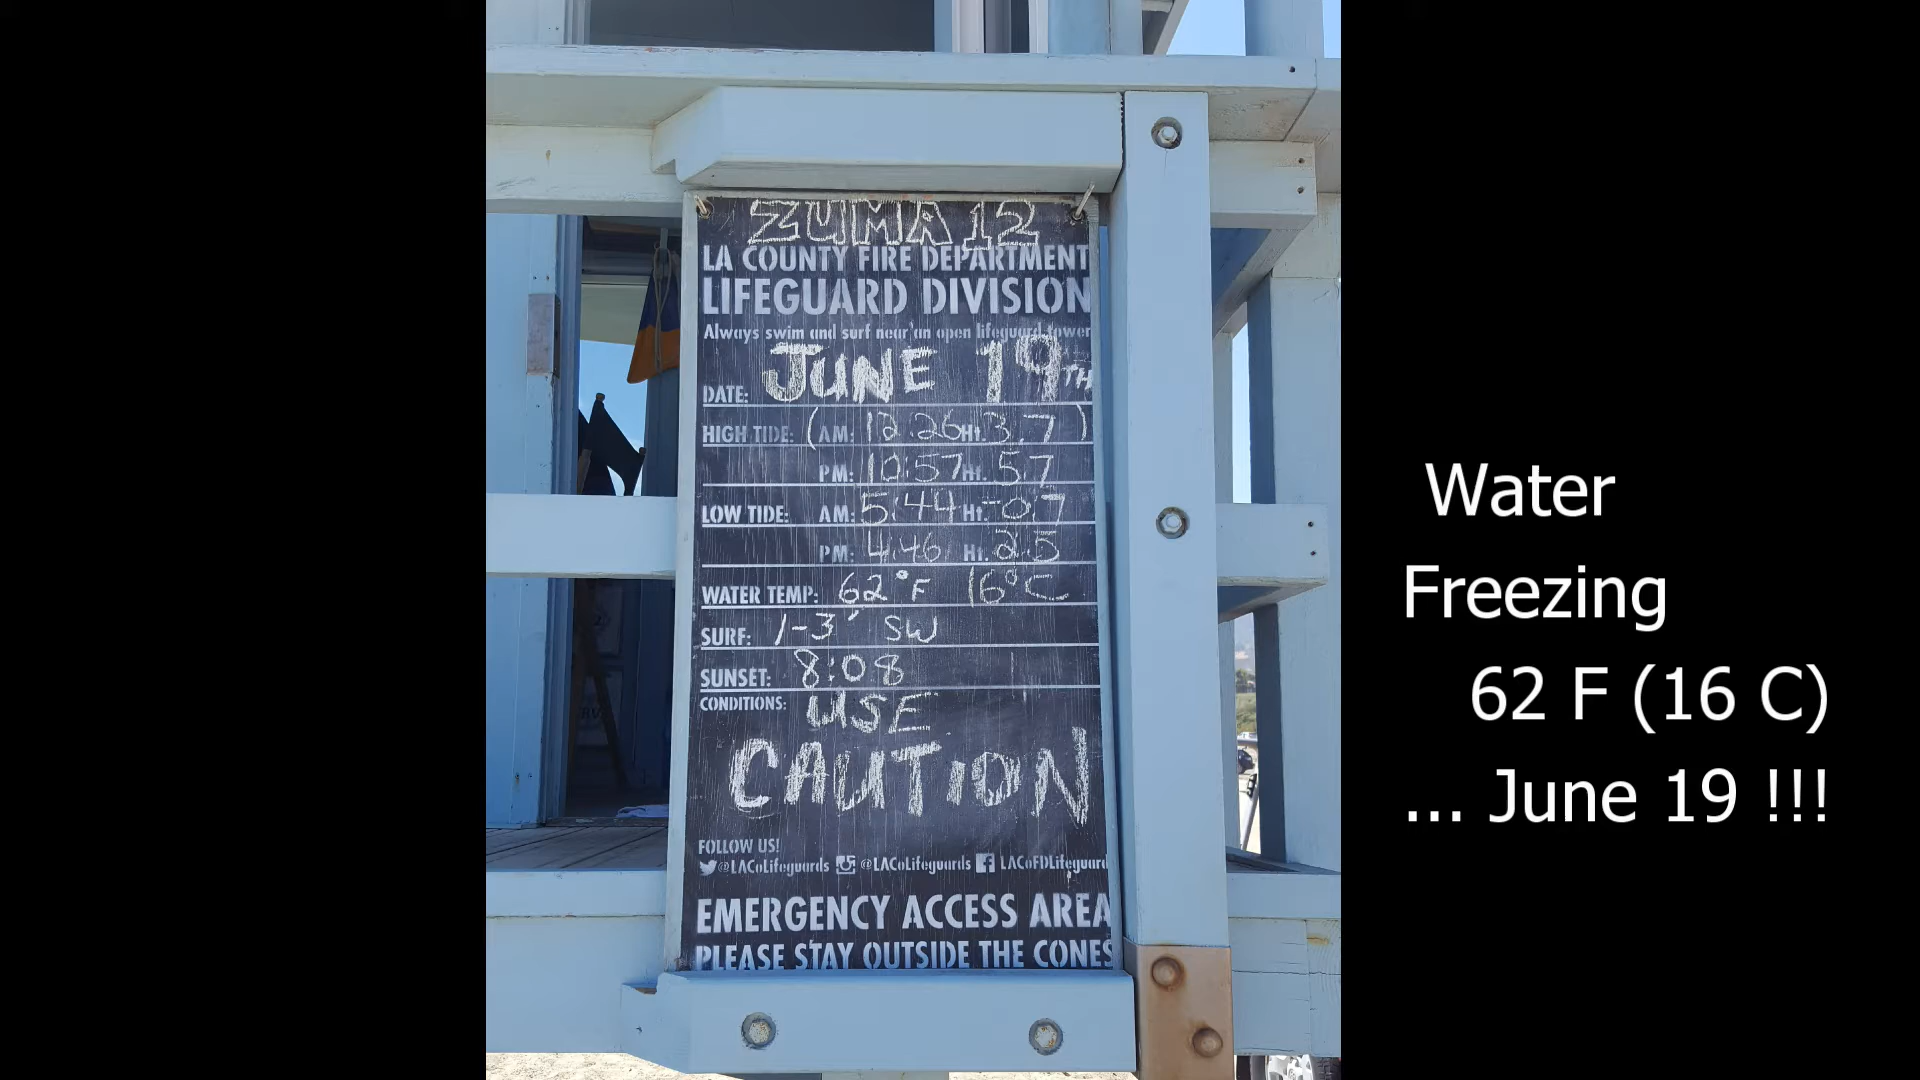 ZUMA 12
LA COUNTY FIRE DEPARTMENT
LIFEGUARD DIVISION
Always swim and surf near an open lifeguard tower
DATE: JUNE 19TH
HIGH TIDE: (AM: 12:26 Ht. 3.7)
PM: 10:57 Ht. 5.7
LOW TIDE: AM: 5:44 Ht. -0.7
PM: 4:46 Ht. 2.5
WATER TEMP: 62°F 16°C
SURF: 1-3' SW
SUNSET: 8:08
CONDITIONS: USE
CAUTION
FOLLOW US!
@LACoLifeguards @LACoLifeguards LACoFDLifeguard
EMERGENCY ACCESS AREA
PLEASE STAY OUTSIDE THE CONES
Water
Freezing
62 F (16 C)
... June 19 !!!